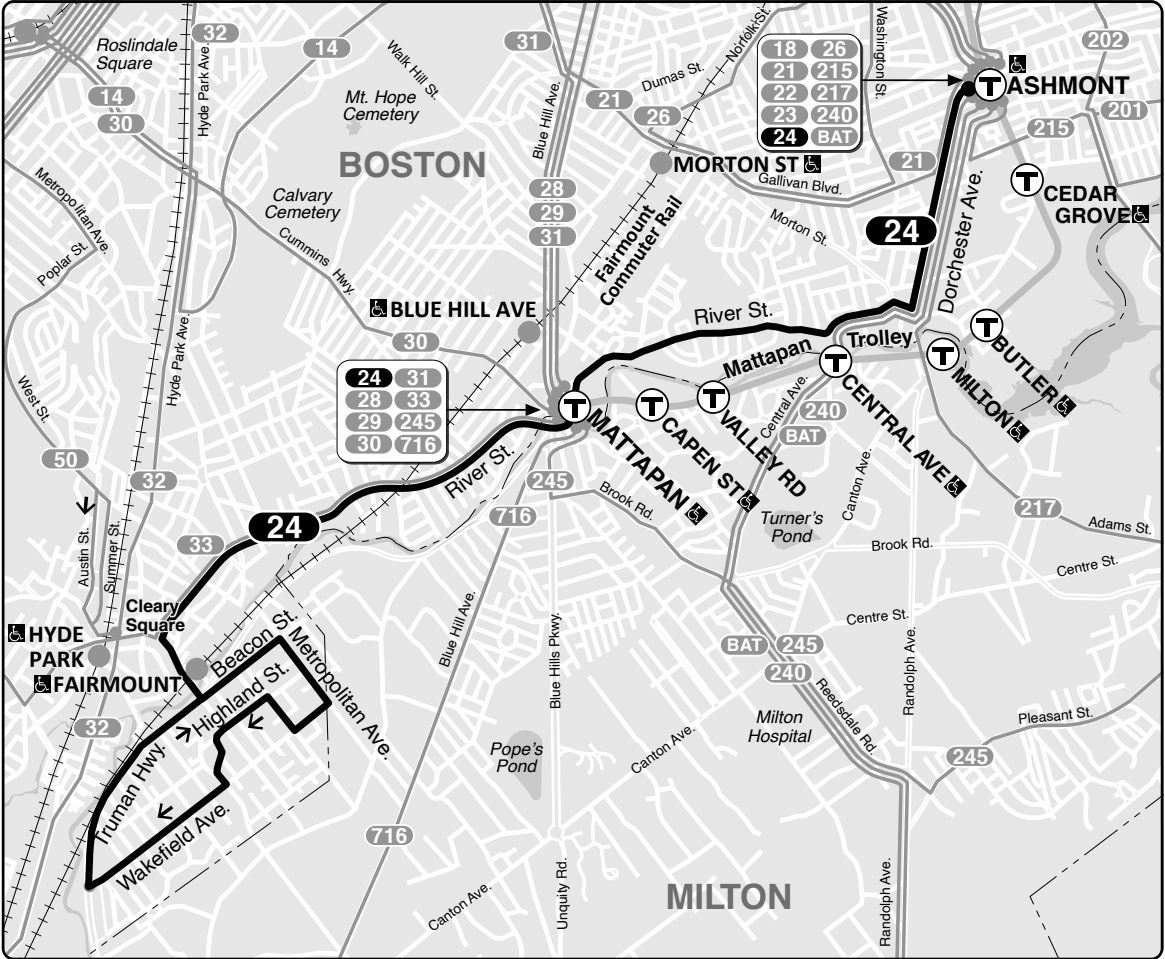 32
Roslindale
Square
14
31
Washington St.
202
Norfolk St.
18 26
21 215
22 217
23 240
24 BAT
ASHMONT
Walk Hill St.
Dumas St.
14
30
Hyde Park Ave.
Mt. Hope
Cemetery
Blue Hill Ave.
21
26
201
215
BOSTON
MORTON ST
21
Gallivan Blvd.
CEDAR
GROVE
Metropolitan Ave.
Calvary
Cemetery
28
29
31
Fairmount
Commuter Rail
Morton St.
24
Dorchester Ave.
Poplar St.
Cummins Hwy.
BLUE HILL AVE
River St.
Hyde Park Ave.
30
Mattapan
Trolley
BUTLER
MILTON
West St.
24 31
28 33
29 245
30 716
Central Ave.
240
BAT
CENTRAL AVE
VALLEY RD
CAPEN ST
MATTAPAN
50
32
River St.
245
716
Brook Rd.
Canton Ave.
Turner's
Pond
217
Adams St.
24
33
Austin St.
Summer St.
Brook Rd.
Centre St.
Cleary
Square
HYDE
PARK
FAIRMOUNT
Beacon St.
Metropolitan Ave.
Highland St.
Blue Hill Ave.
Blue Hills Pkwy.
Centre St.
BAT 245
240
Randolph Ave.
Reedsdale Rd.
32
Truman Hwy.
Pope's
Pond
Canton Ave.
Milton
Hospital
Pleasant St.
245
Wakefield Ave.
716
Canton Ave.
Unquity Rd.
MILTON
Randolph Ave.
T
T
T
T
T
T
T
T